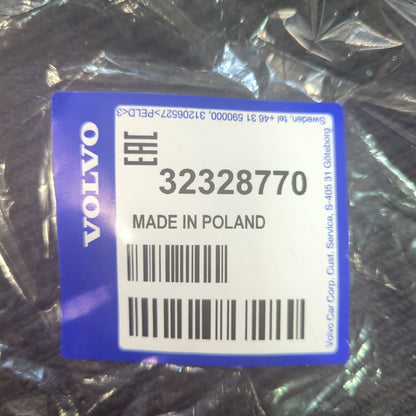 VOLVO
Sweden, tel +46 31 590000, 31206527>PELD<3
Volvo Car Corp. Cust. Service, S-405 31 Göteborg
EAC
32328770
MADE IN POLAND